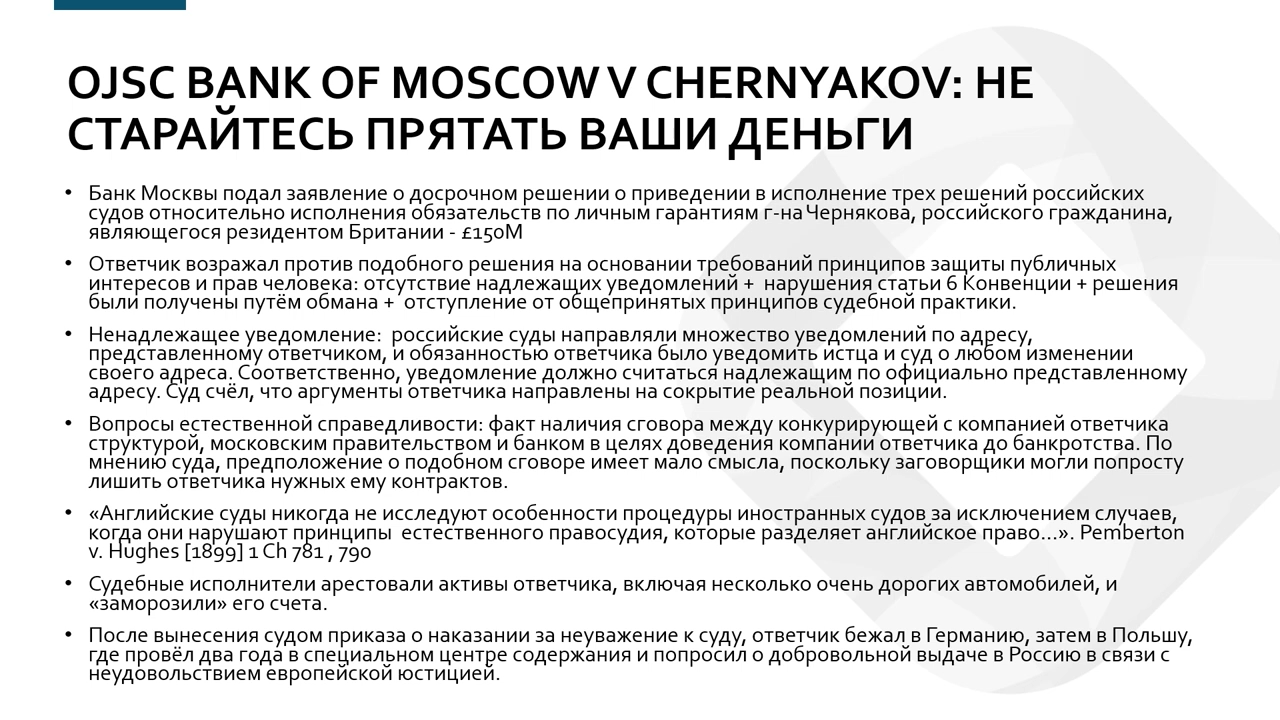 OJSC BANK OF MOSCOW V CHERNYAKOV: НЕ
СТАРАЙТЕСЬ ПРЯТАТЬ ВАШИ ДЕНЬГИ
• Банк Москвы подал заявление о досрочном решении о приведении в исполнение трех решений российских
судов относительно исполнения обязательств по личным гарантиям г-на Чернякова, российского гражданина,
являющегося резидентом Британии - £150М
• Ответчик возражал против подобного решения на основании требований принципов защиты публичных
интересов и прав человека: отсутствие надлежащих уведомлений + нарушения статьи 6 Конвенции + решения
были получены путём обмана + отступление от общепринятых принципов судебной практики.
• Ненадлежащее уведомление: российские суды направляли множество уведомлений по адресу,
представленному ответчиком, и обязанностью ответчика было уведомить истца и суд о любом изменении
своего адреса. Соответственно, уведомление должно считаться надлежащим по официально представленному
адресу. Суд счёл, что аргументы ответчика направлены на сокрытие реальной позиции.
• Вопросы естественной справедливости: факт наличия сговора между конкурирующей с компанией ответчика
структурой, московским правительством и банком в целях доведения компании ответчика до банкротства. По
мнению суда, предположение о подобном сговоре имеет мало смысла, поскольку заговорщики могли попросту
лишить ответчика нужных ему контрактов.
• «Английские суды никогда не исследуют особенности процедуры иностранных судов за исключением случаев,
когда они нарушают принципы естественного правосудия, которые разделяет английское право...». Pemberton
v. Hughes [1899] 1 Ch 781 , 790
• Судебные исполнители арестовали активы ответчика, включая несколько очень дорогих автомобилей, и
«заморозили» его счета.
• После вынесения судом приказа о наказании за неуважение к суду, ответчик бежал в Германию, затем в Польшу,
где провёл два года в специальном центре содержания и попросил о добровольной выдаче в Россию в связи с
неудовольствием европейской юстицией.